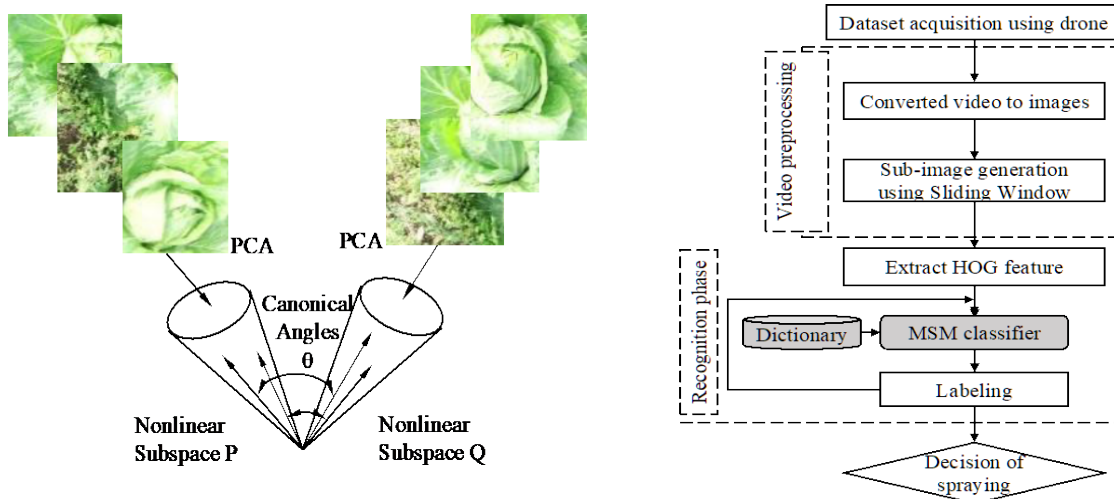 PCA
PCA
Canonical
Angles
θ
Nonlinear
Subspace P
Nonlinear
Subspace Q
Dataset acquisition using drone
Video preprocessing
Converted video to images
Sub-image generation
using Sliding Window
Recognition phase
Extract HOG feature
Dictionary
MSM classifier
Labeling
Decision of
spraying